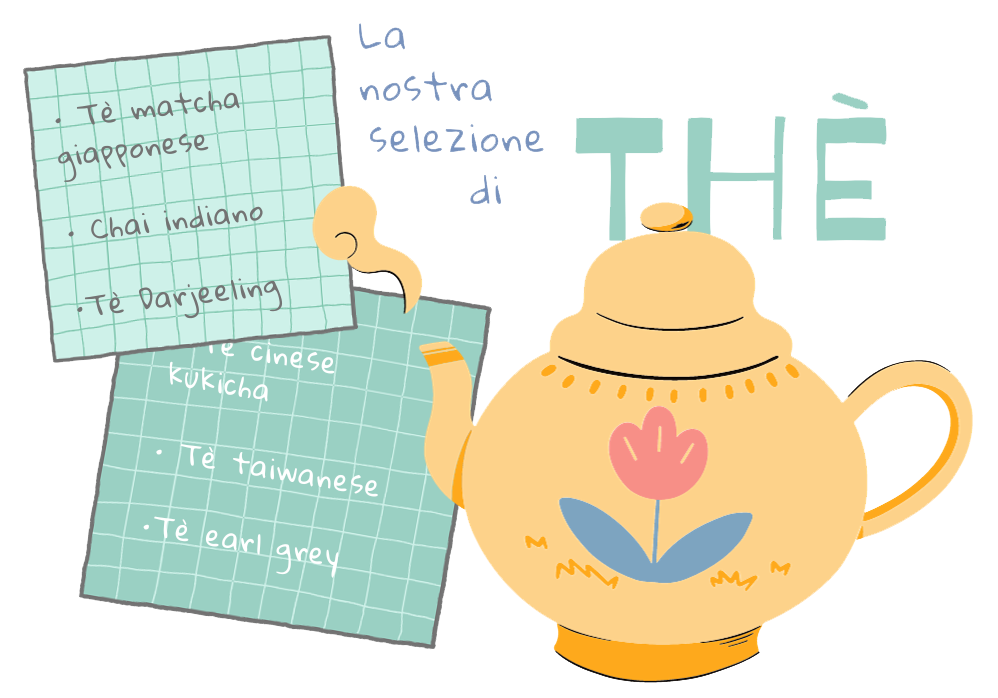 La
nostra
selezione
di
THÈ
• Tè matcha
giapponese
• Chai indiano
• Tè Darjeeling
Tè cinese
kukicha
• Tè taiwanese
• Tè earl grey